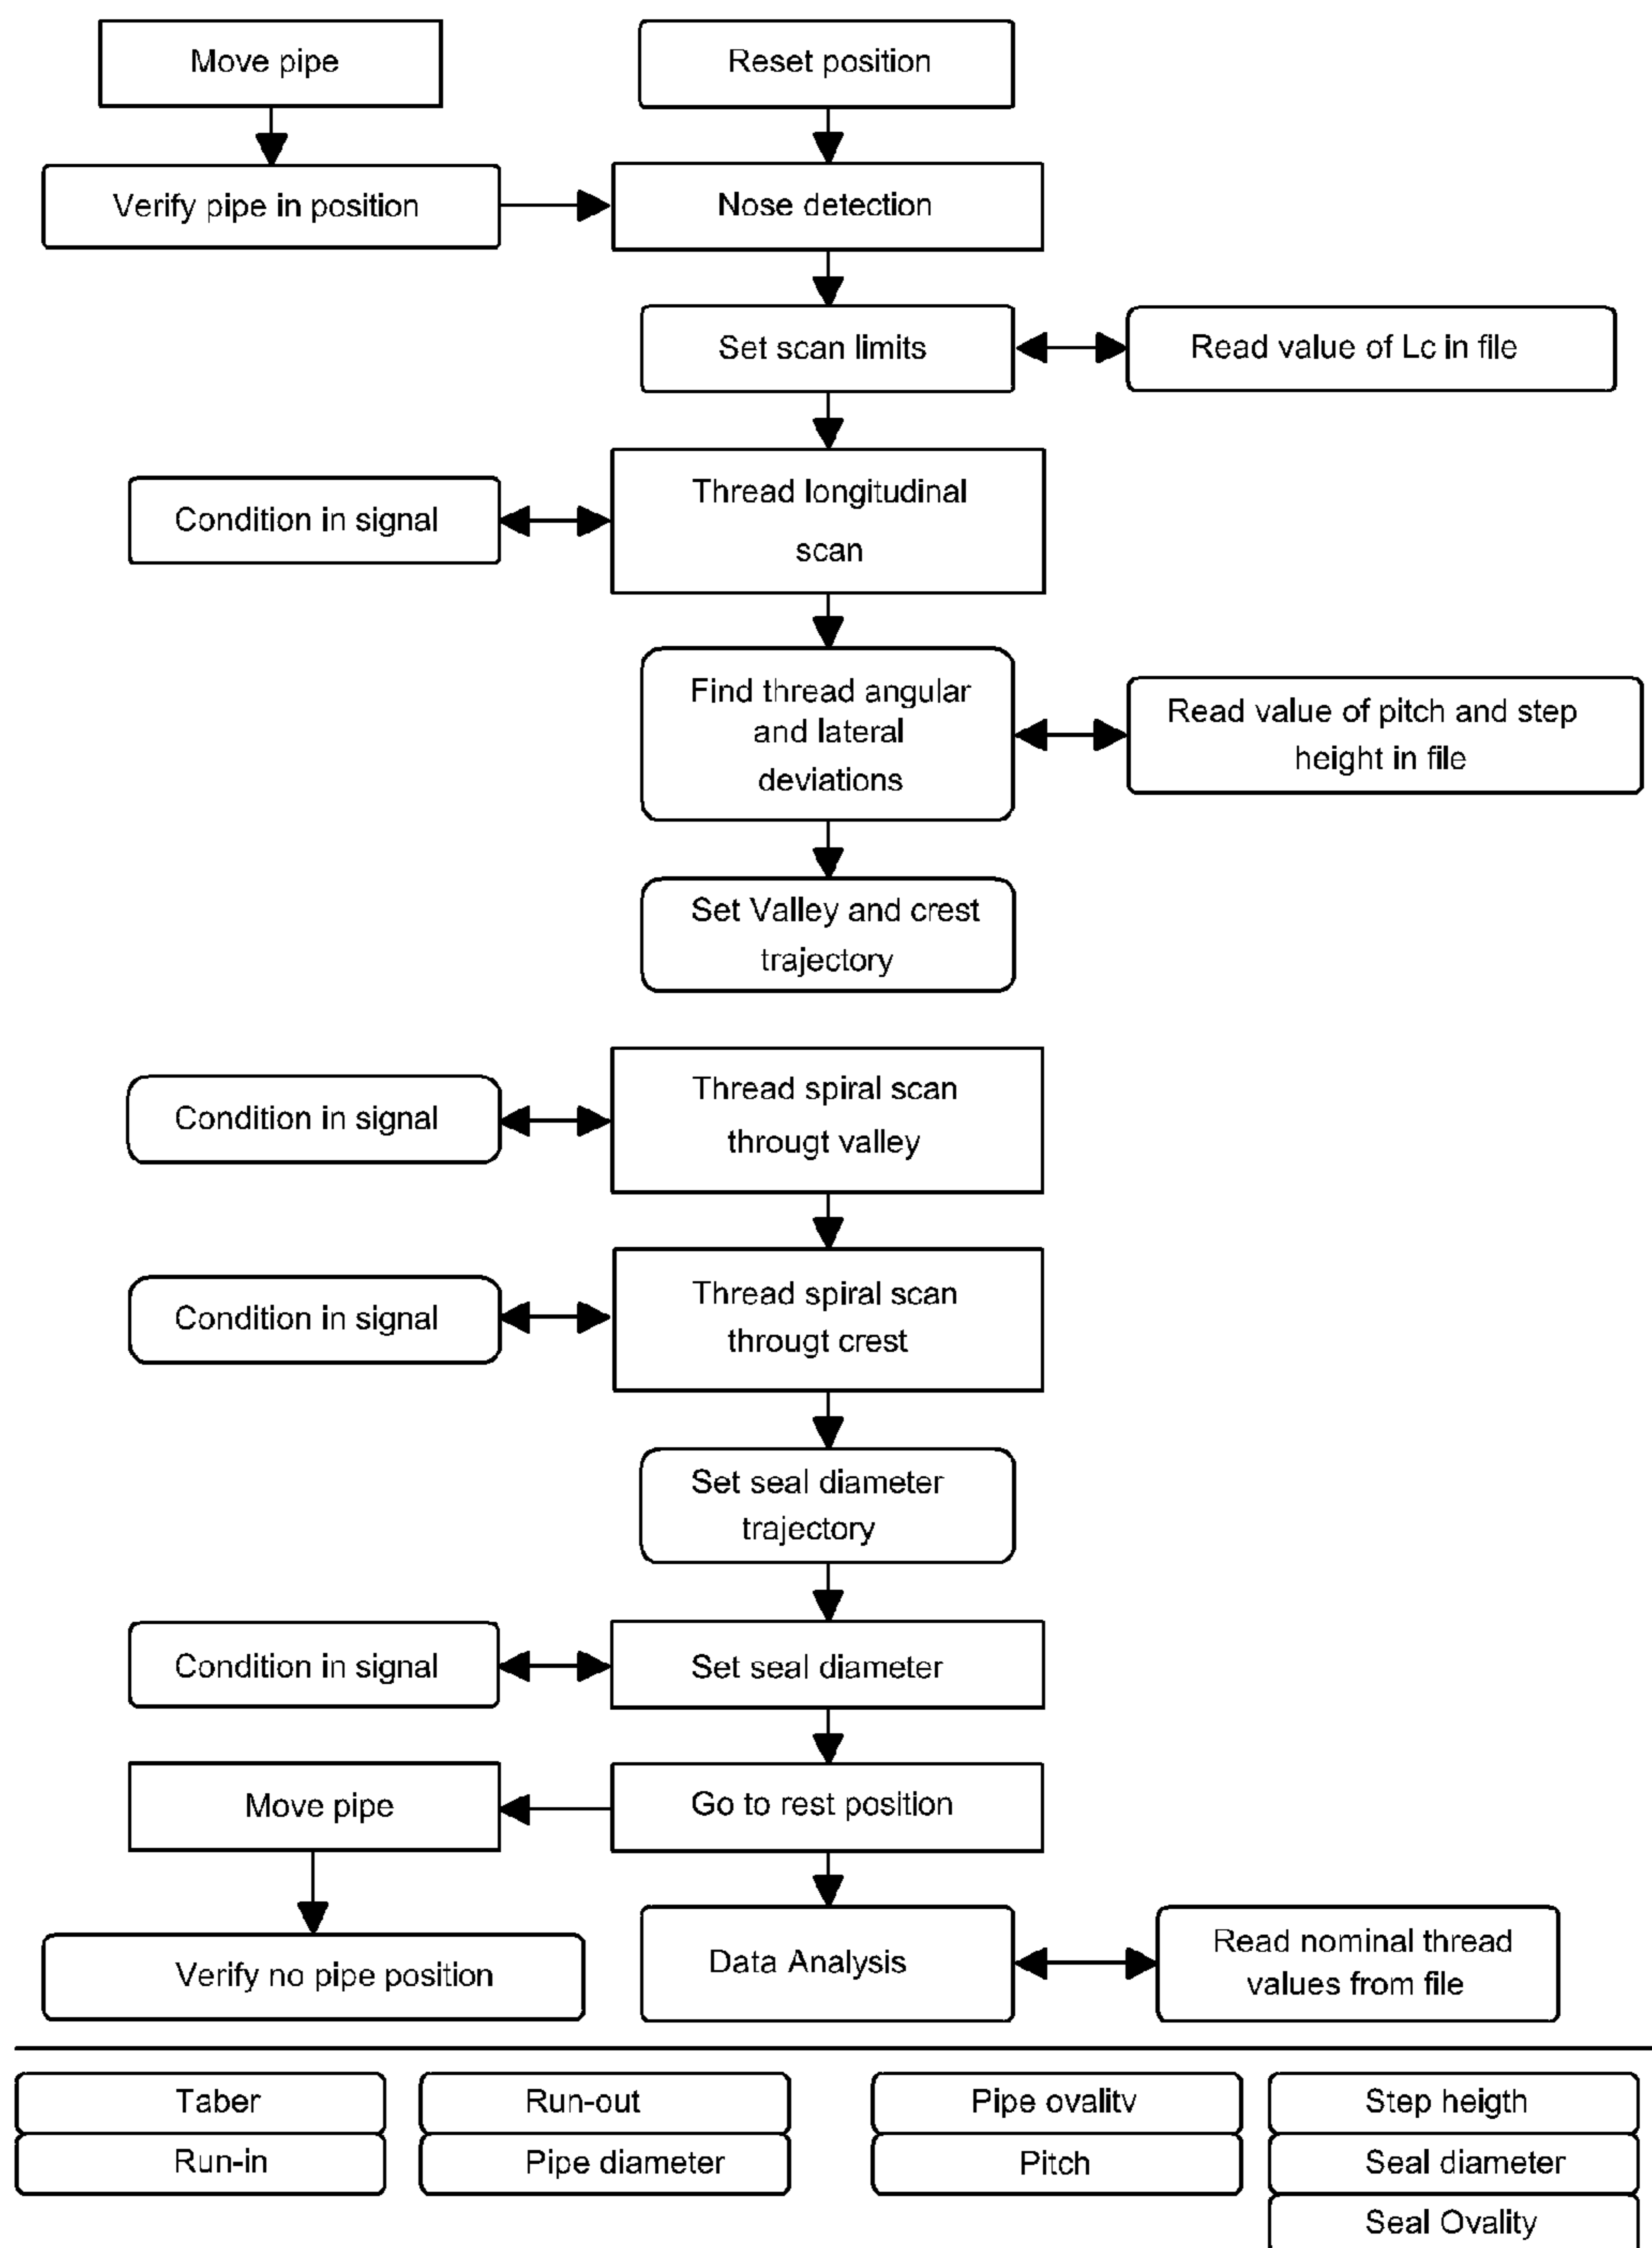 Move pipe
Reset position
Verify pipe in position
Nose detection
Set scan limits
Read value of Lc in file
Condition in signal
Thread longitudinal
scan
Find thread angular
and lateral
deviations
Read value of pitch and step
height in file
Set Valley and crest
trajectory
Condition in signal
Thread spiral scan
througt valley
Condition in signal
Thread spiral scan
througt crest
Set seal diameter
trajectory
Condition in signal
Set seal diameter
Move pipe
Go to rest position
Verify no pipe position
Data Analysis
Read nominal thread
values from file
Taber
Run-out
Pipe ovality
Step heigth
Run-in
Pipe diameter
Pitch
Seal diameter
Seal Ovality